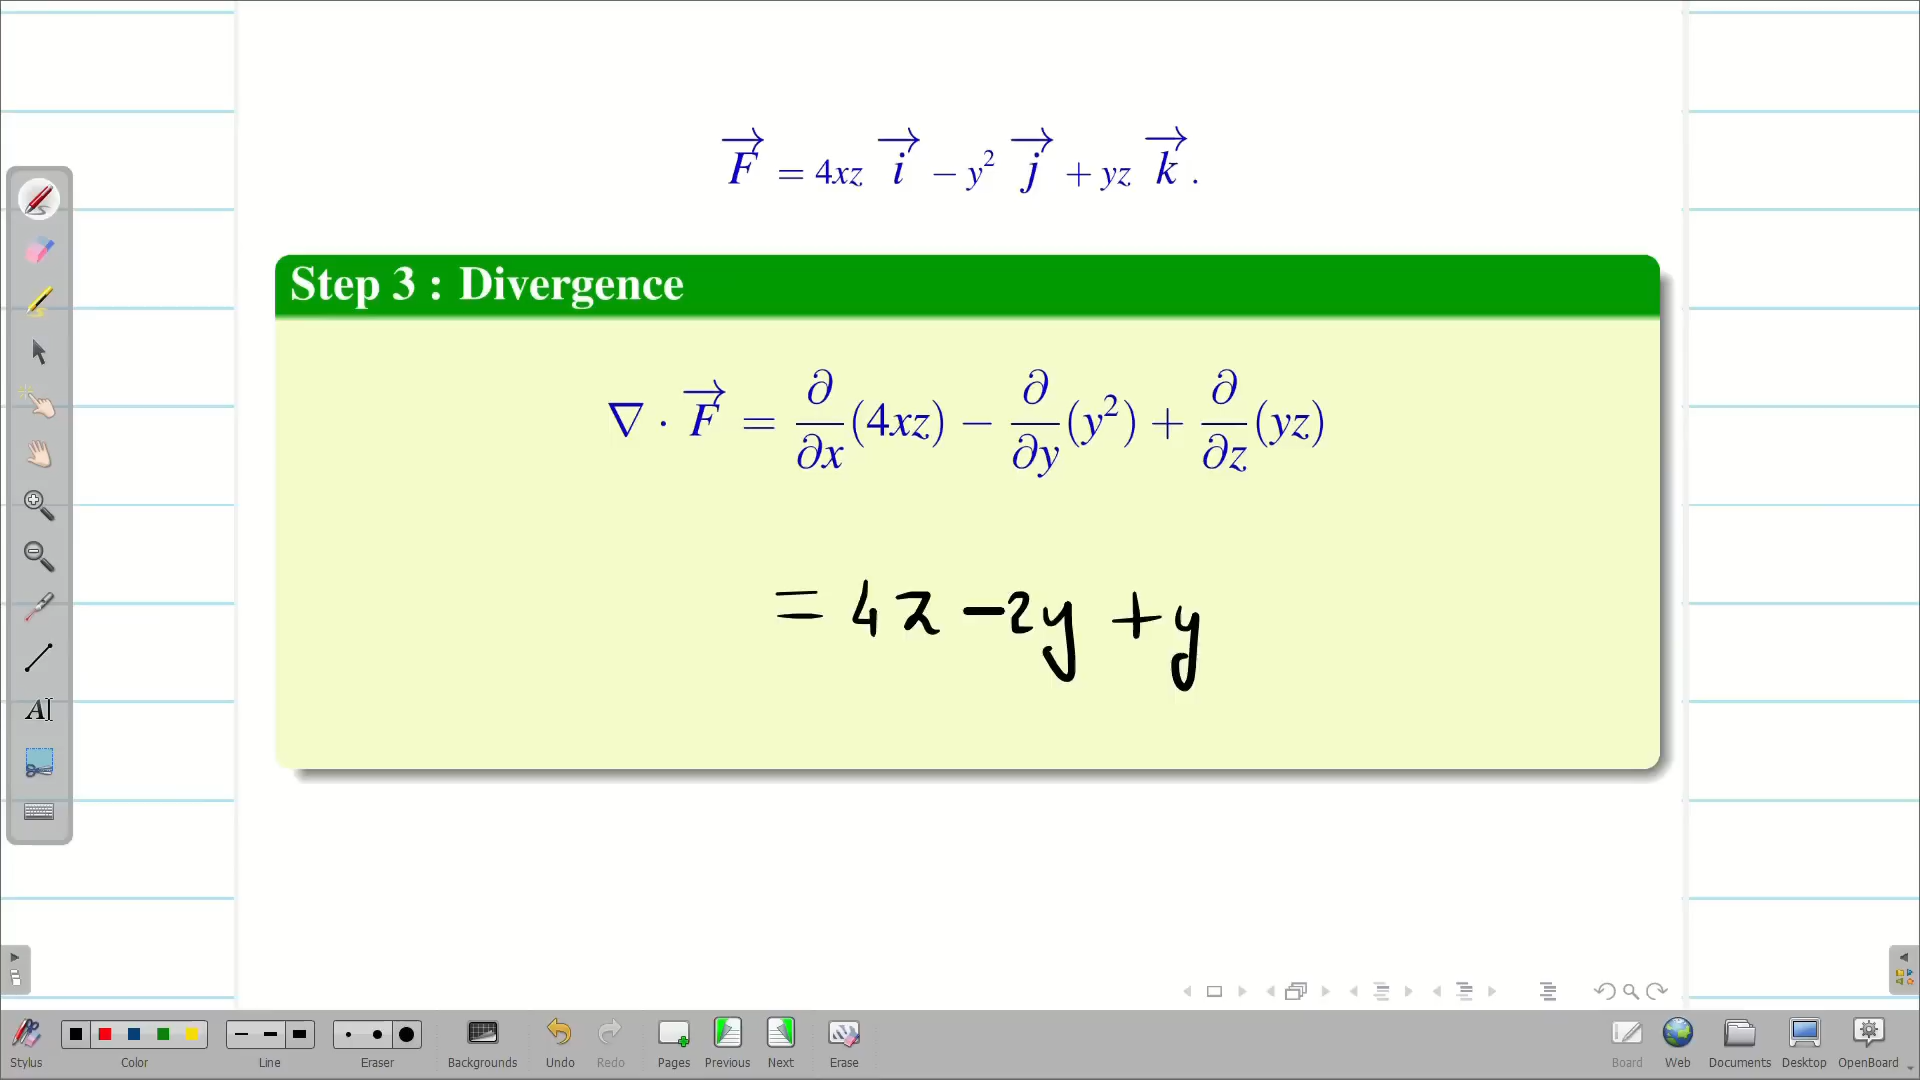 F⃗ = 4xz i⃗ − y² j⃗ + yz k⃗.
Step 3 : Divergence
∇ · F⃗ = ∂/∂x (4xz) − ∂/∂y (y²) + ∂/∂z (yz)
= 4z − 2y + y
Stylus Color Line Eraser Backgrounds Undo Redo Pages Previous Next Erase Board Web Documents Desktop OpenBoard